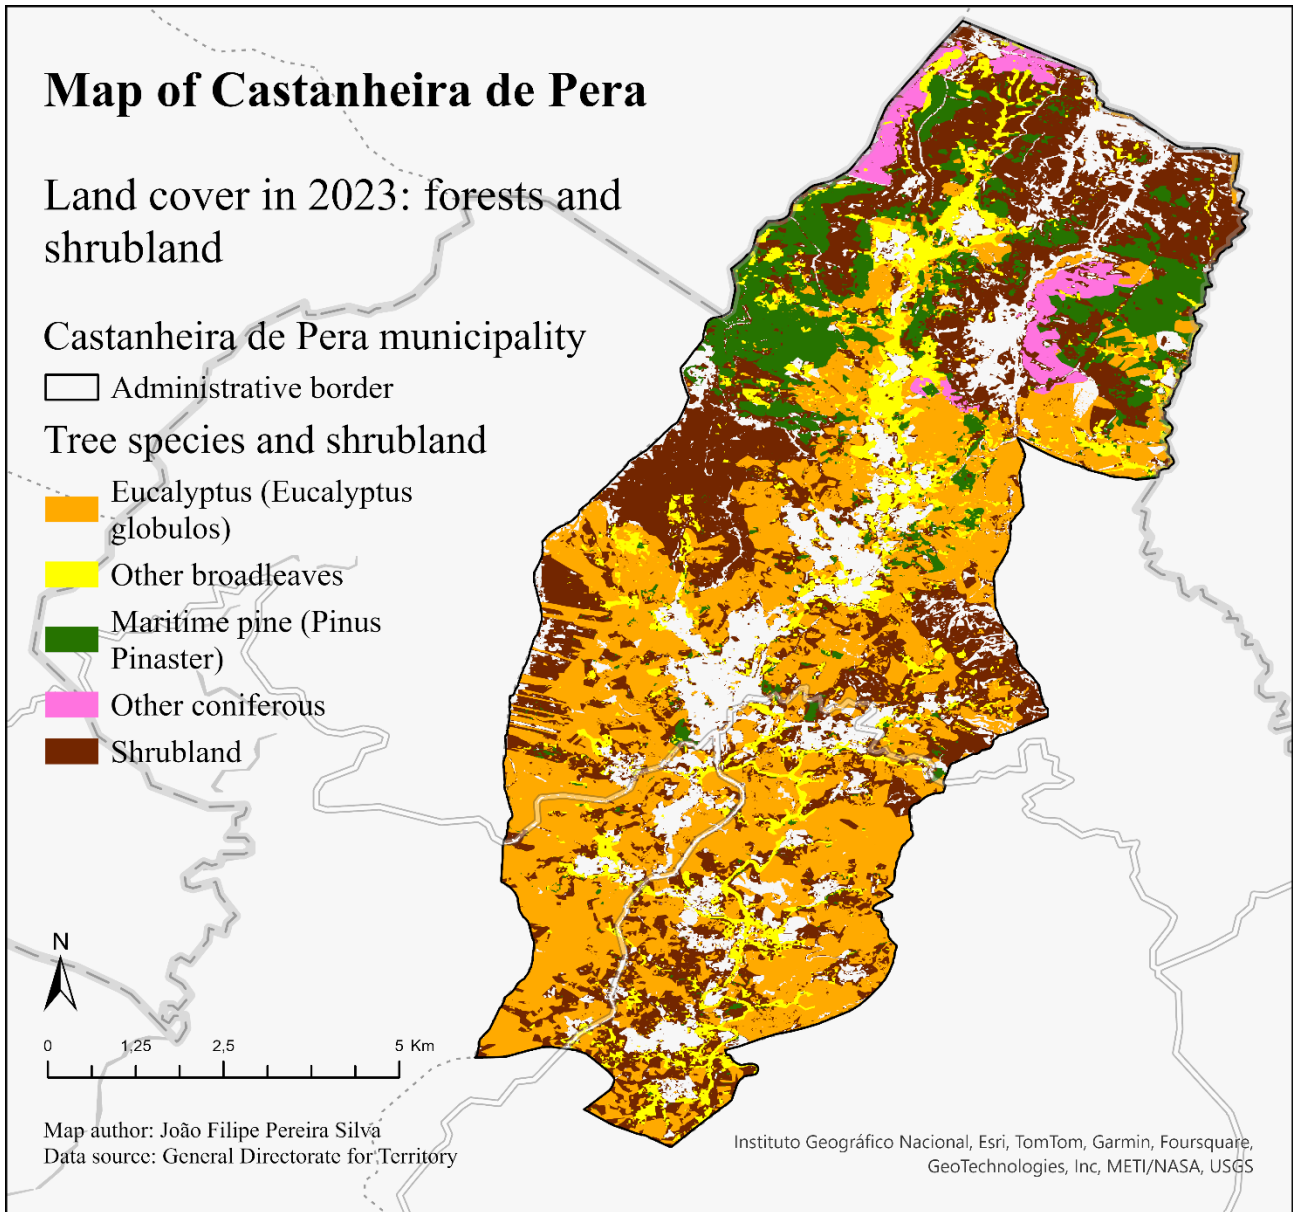 Map of Castanheira de Pera
Land cover in 2023: forests and
shrubland
Castanheira de Pera municipality
Administrative border
Tree species and shrubland
Eucalyptus (Eucalyptus
globulos)
Other broadleaves
Maritime pine (Pinus
Pinaster)
Other coniferous
Shrubland
N
0 1,25 2,5 5 Km
Map author: João Filipe Pereira Silva
Data source: General Directorate for Territory
Instituto Geográfico Nacional, Esri, TomTom, Garmin, Foursquare,
GeoTechnologies, Inc, METI/NASA, USGS